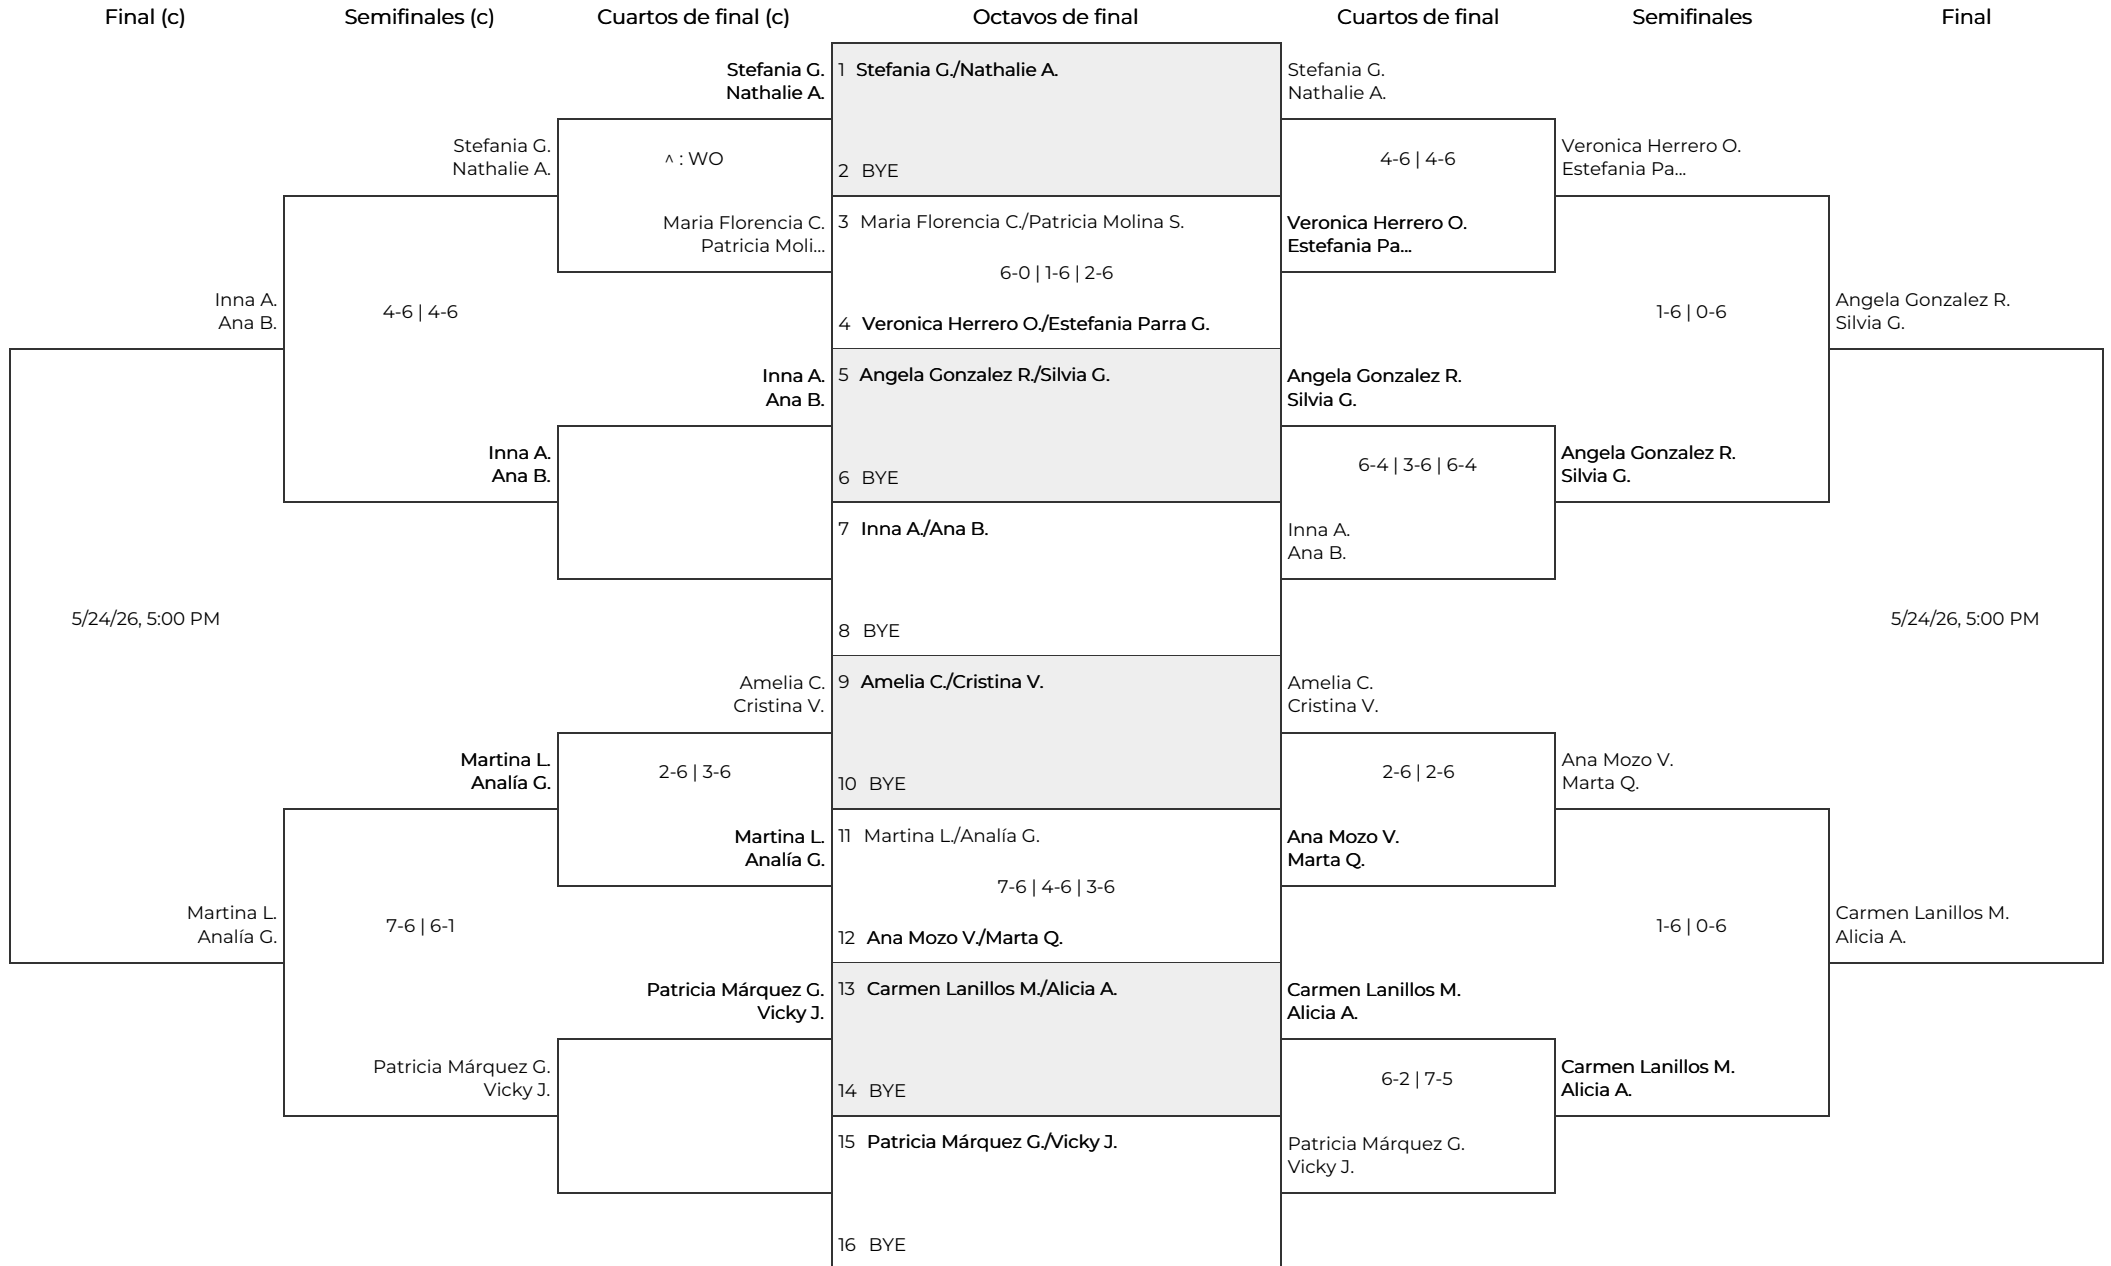 Final (c)
Semifinales (c)
Cuartos de final (c)
Octavos de final
Cuartos de final
Semifinales
Final
Inna A.
Ana B.
5/24/26, 5:00 PM
Martina L.
Analía G.
Stefania G.
Nathalie A.
4-6 | 4-6
Inna A.
Ana B.
Martina L.
Analía G.
7-6 | 6-1
Patricia Márquez G.
Vicky J.
Stefania G.
Nathalie A.
^ : WO
Maria Florencia C.
Patricia Moli...
Inna A.
Ana B.
Amelia C.
Cristina V.
2-6 | 3-6
Martina L.
Analía G.
Patricia Márquez G.
Vicky J.
1 Stefania G./Nathalie A.
2 BYE
3 Maria Florencia C./Patricia Molina S.
6-0 | 1-6 | 2-6
4 Veronica Herrero O./Estefania Parra G.
5 Angela Gonzalez R./Silvia G.
6 BYE
7 Inna A./Ana B.
8 BYE
9 Amelia C./Cristina V.
10 BYE
11 Martina L./Analía G.
7-6 | 4-6 | 3-6
12 Ana Mozo V./Marta Q.
13 Carmen Lanillos M./Alicia A.
14 BYE
15 Patricia Márquez G./Vicky J.
16 BYE
Stefania G.
Nathalie A.
4-6 | 4-6
Veronica Herrero O.
Estefania Pa...
Angela Gonzalez R.
Silvia G.
6-4 | 3-6 | 6-4
Inna A.
Ana B.
Amelia C.
Cristina V.
2-6 | 2-6
Ana Mozo V.
Marta Q.
Carmen Lanillos M.
Alicia A.
6-2 | 7-5
Patricia Márquez G.
Vicky J.
Veronica Herrero O.
Estefania Pa...
1-6 | 0-6
Angela Gonzalez R.
Silvia G.
Ana Mozo V.
Marta Q.
1-6 | 0-6
Carmen Lanillos M.
Alicia A.
Angela Gonzalez R.
Silvia G.
5/24/26, 5:00 PM
Carmen Lanillos M.
Alicia A.